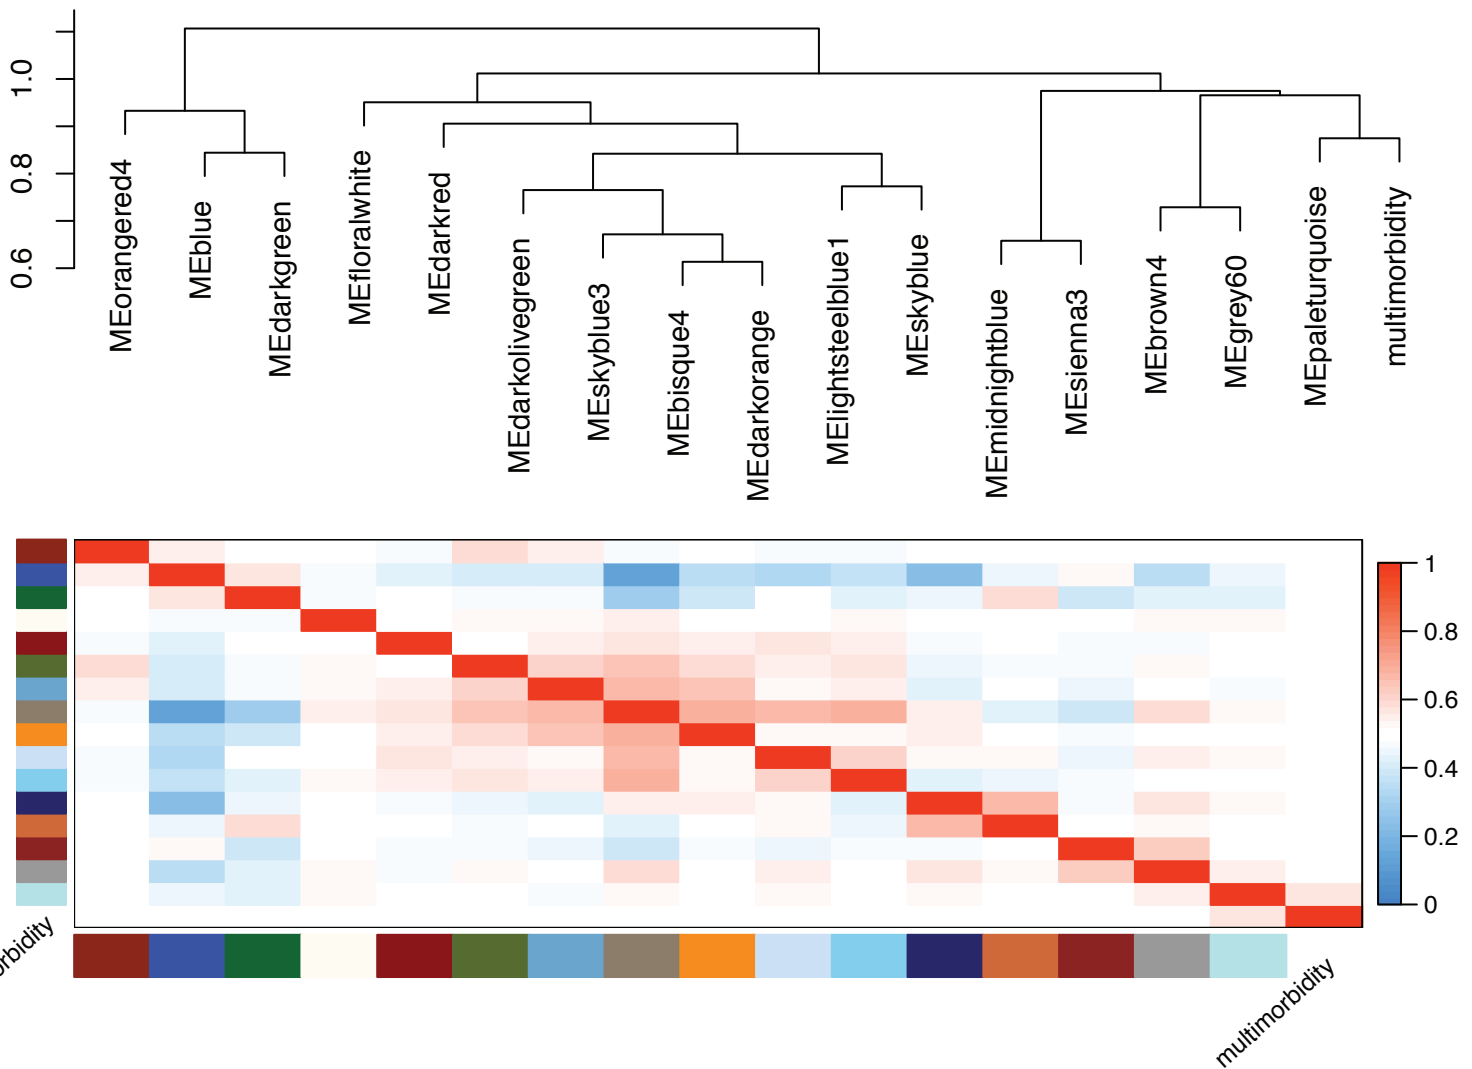 1.0
0.8
0.6
MEorangered4
MEblue
MEdarkgreen
MEfloralwhite
MEdarkred
MEdarkolivegreen
MEskyblue3
MEbisque4
MEdarkorange
MElightsteelblue1
MEskyblue
MEmidnightblue
MEsienna3
MEbrown4
MEgrey60
MEpaleturquoise
multimorbidity
1
0.8
0.6
0.4
0.2
0
orbidity
multimorbidity